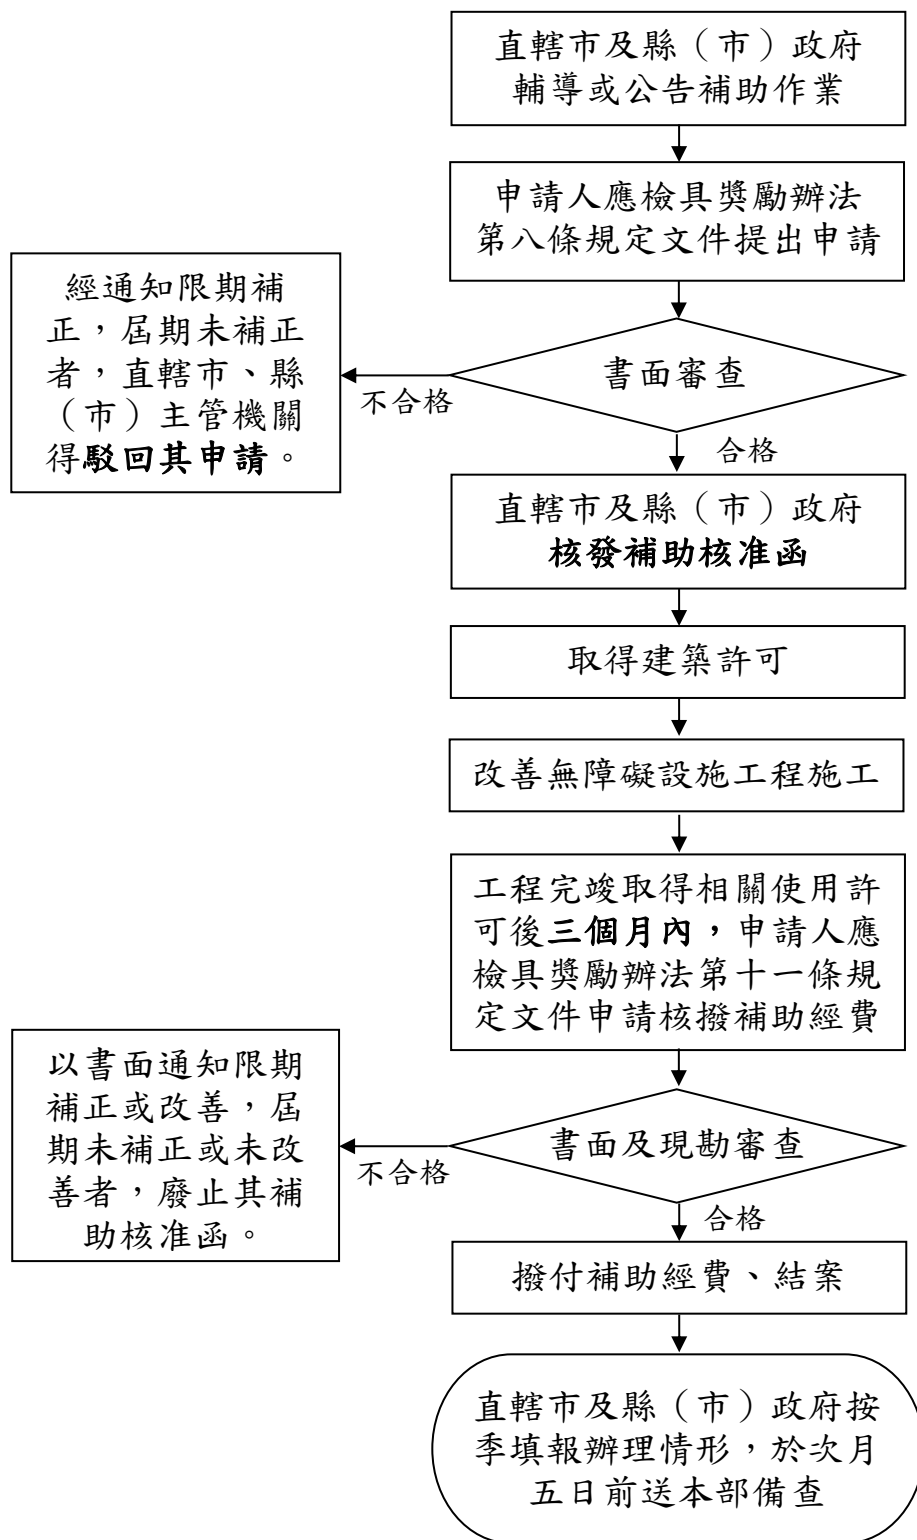 直轄市及縣（市）政府
輔導或公告補助作業
申請人應檢具獎勵辦法
第八條規定文件提出申請
書面審查
不合格
經通知限期補
正，屆期未補正
者，直轄市、縣
（市）主管機關
得駁回其申請。
合格
直轄市及縣（市）政府
核發補助核准函
取得建築許可
改善無障礙設施工程施工
工程完竣取得相關使用許
可後三個月內，申請人應
檢具獎勵辦法第十一條規
定文件申請核撥補助經費
書面及現勘審查
不合格
以書面通知限期
補正或改善，屆
期未補正或未改
善者，廢止其補
助核准函。
合格
撥付補助經費、結案
直轄市及縣（市）政府按
季填報辦理情形，於次月
五日前送本部備查